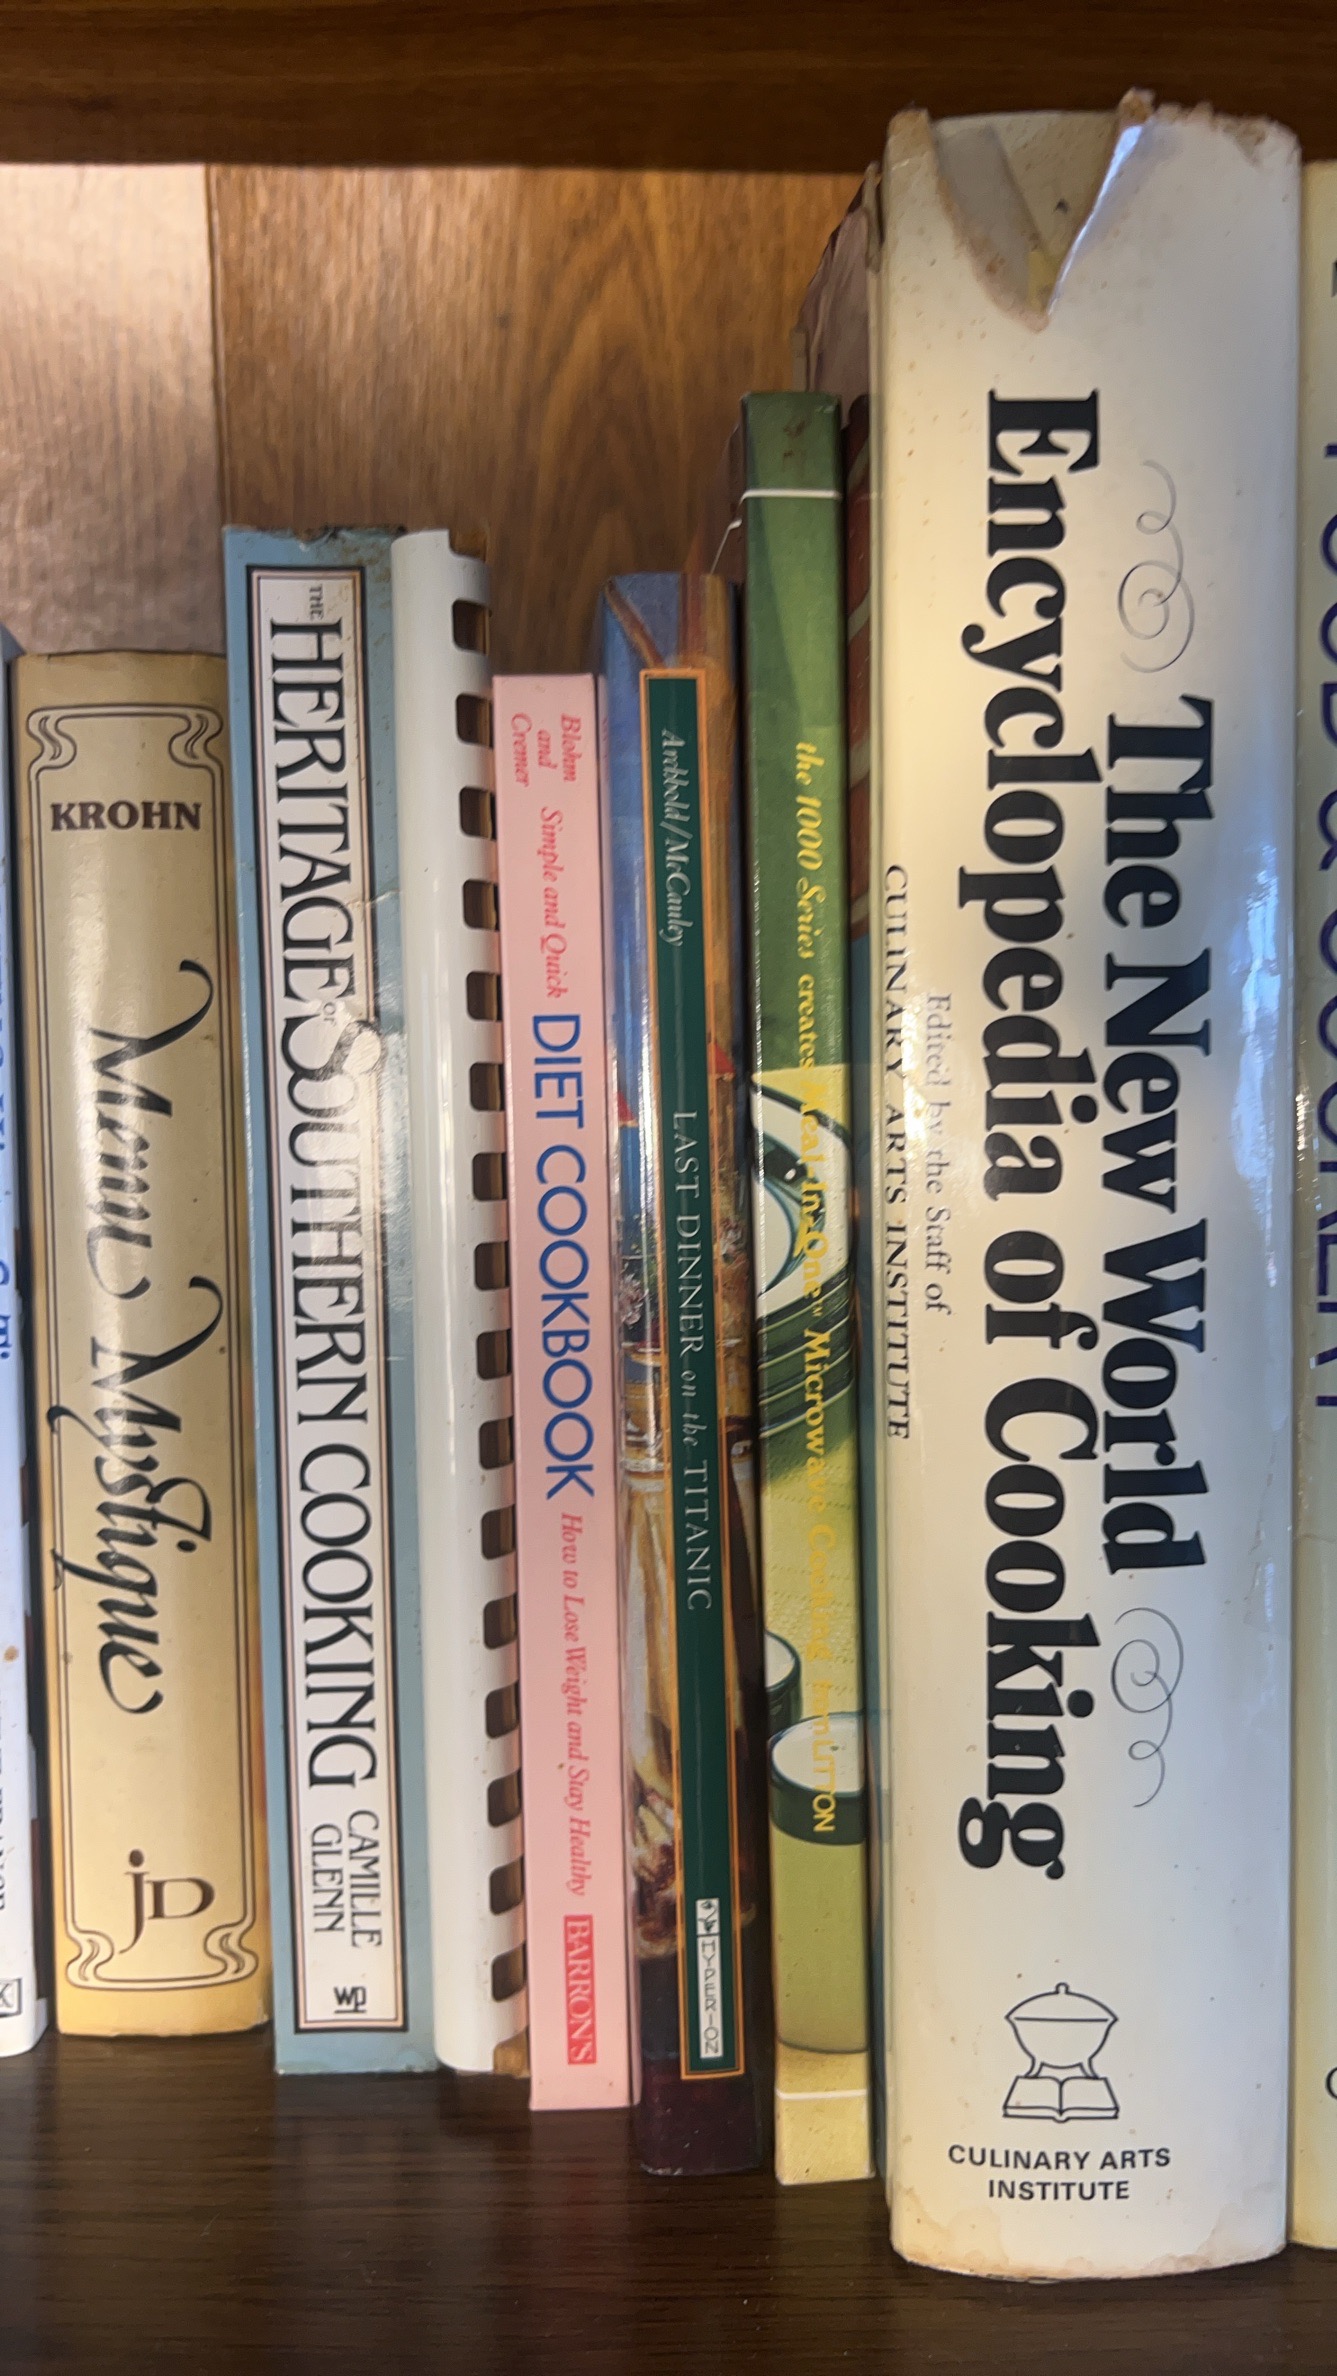 KROHN
Menu Mystique
jD
THE HERITAGE OF SOUTHERN COOKING
CAMILLE
GLENN
WP
Blohm
and
Cremer
Simple and Quick DIET COOKBOOK How to Lose Weight and Stay Healthy
BARRON'S
Archbold/McCauley
LAST DINNER on the TITANIC
HYPERION
the 1000 Series creates Meal-In-One™ Microwave Cooking from LITTON
The New World
Encyclopedia of Cooking
Edited by the Staff of
CULINARY ARTS INSTITUTE
CULINARY ARTS
INSTITUTE